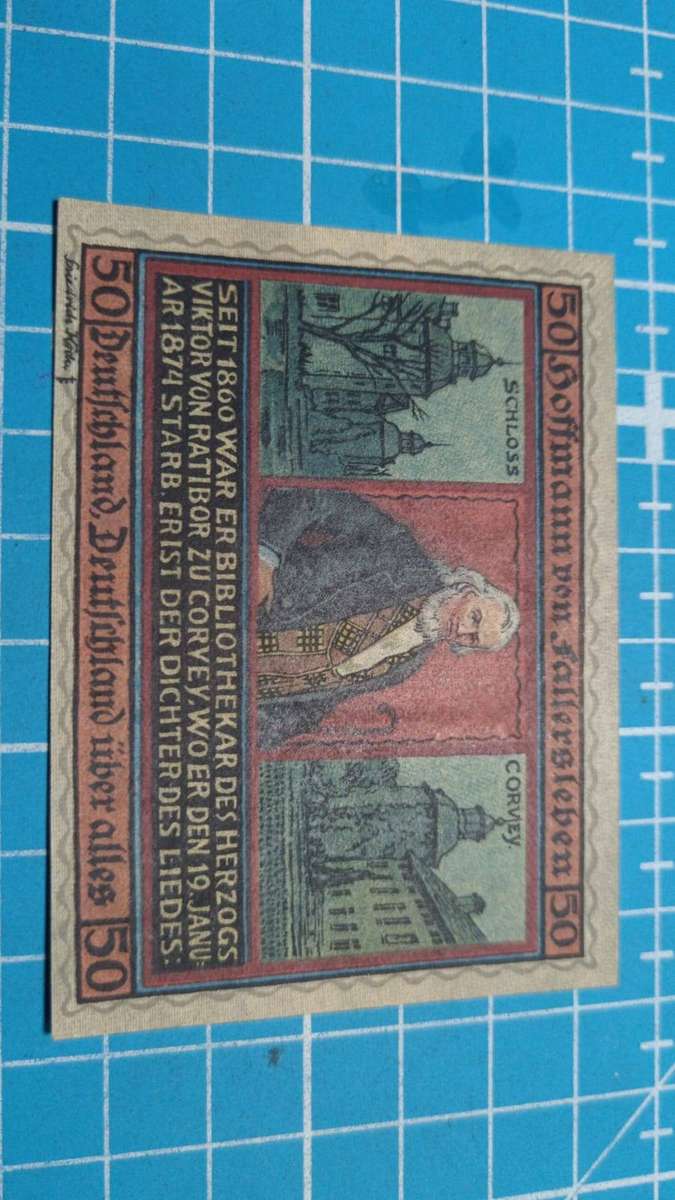 50 Hoffmann von Fallersleben 50
SCHLOSS
CORVEY
SEIT 1860 WAR ER BIBLIOTHEKAR DES HERZOGS
VIKTOR VON RATIBOR ZU CORVEY, WO ER DEN 19. JANU-
AR 1874 STARB. ER IST DER DICHTER DES LIEDES:
50 Deutschland, Deutschland über alles 50